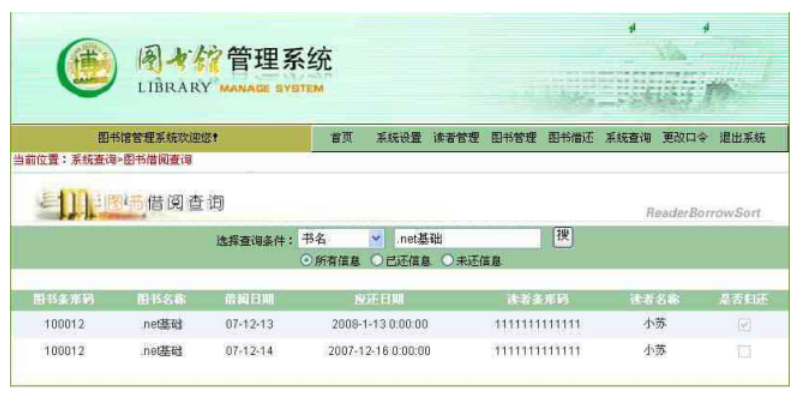 博
图书馆管理系统
LIBRARY MANAGE SYSTEM
图书馆管理系统欢迎您! 首页 系统设置 读者管理 图书管理 图书借还 系统查询 更改口令 退出系统
当前位置:系统查询>图书借阅查询
图书借阅查询
ReaderBorrowSort
选择查询条件: 书名 .net基础 搜
所有信息 已还信息 未还信息
图书条形码 图书名称 借阅日期 应还日期 读者条形码 读者名称 是否归还
100012 .net基础 07-12-13 2008-1-13 0:00:00 1111111111111 小苏
100012 .net基础 07-12-14 2007-12-16 0:00:00 1111111111111 小苏